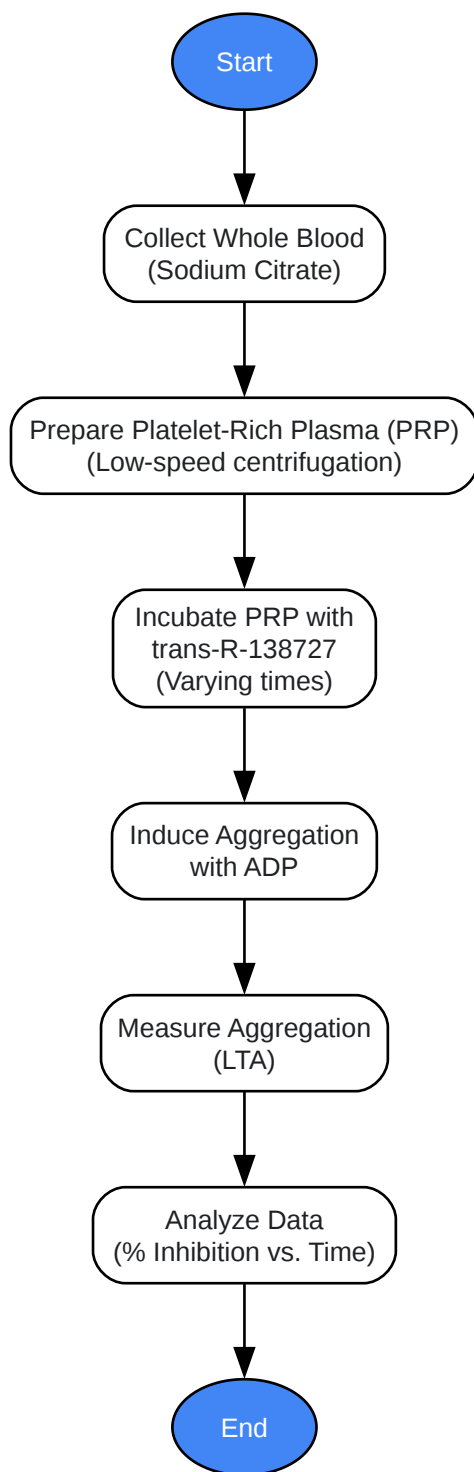 Start
Collect Whole Blood
(Sodium Citrate)
Prepare Platelet-Rich Plasma (PRP)
(Low-speed centrifugation)
Incubate PRP with
trans-R-138727
(Varying times)
Induce Aggregation
with ADP
Measure Aggregation
(LTA)
Analyze Data
(% Inhibition vs. Time)
End